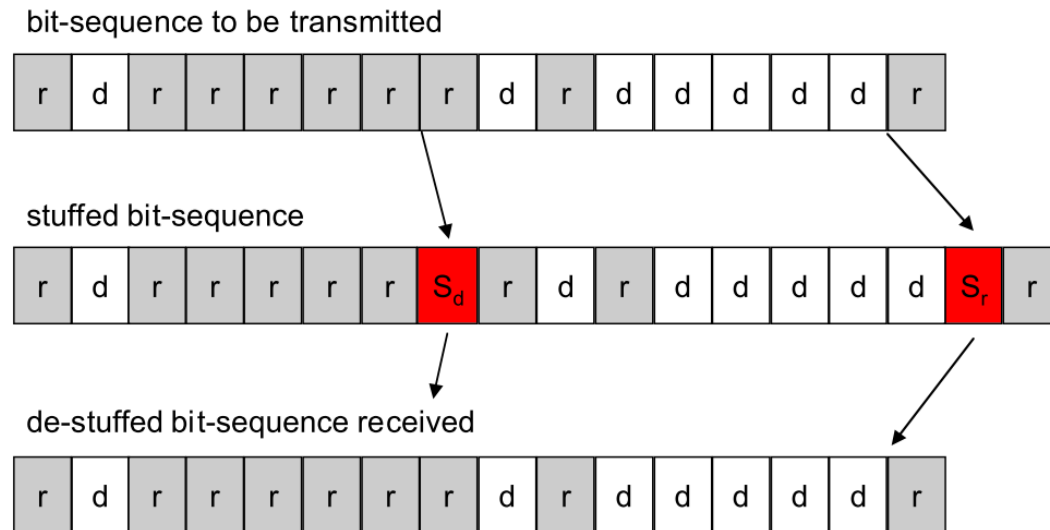 bit-sequence to be transmitted
r d r r r r r r d r d d d d d r
stuffed bit-sequence
r d r r r r r Sd r d r d d d d d Sr r
de-stuffed bit-sequence received
r d r r r r r r d r d d d d d r